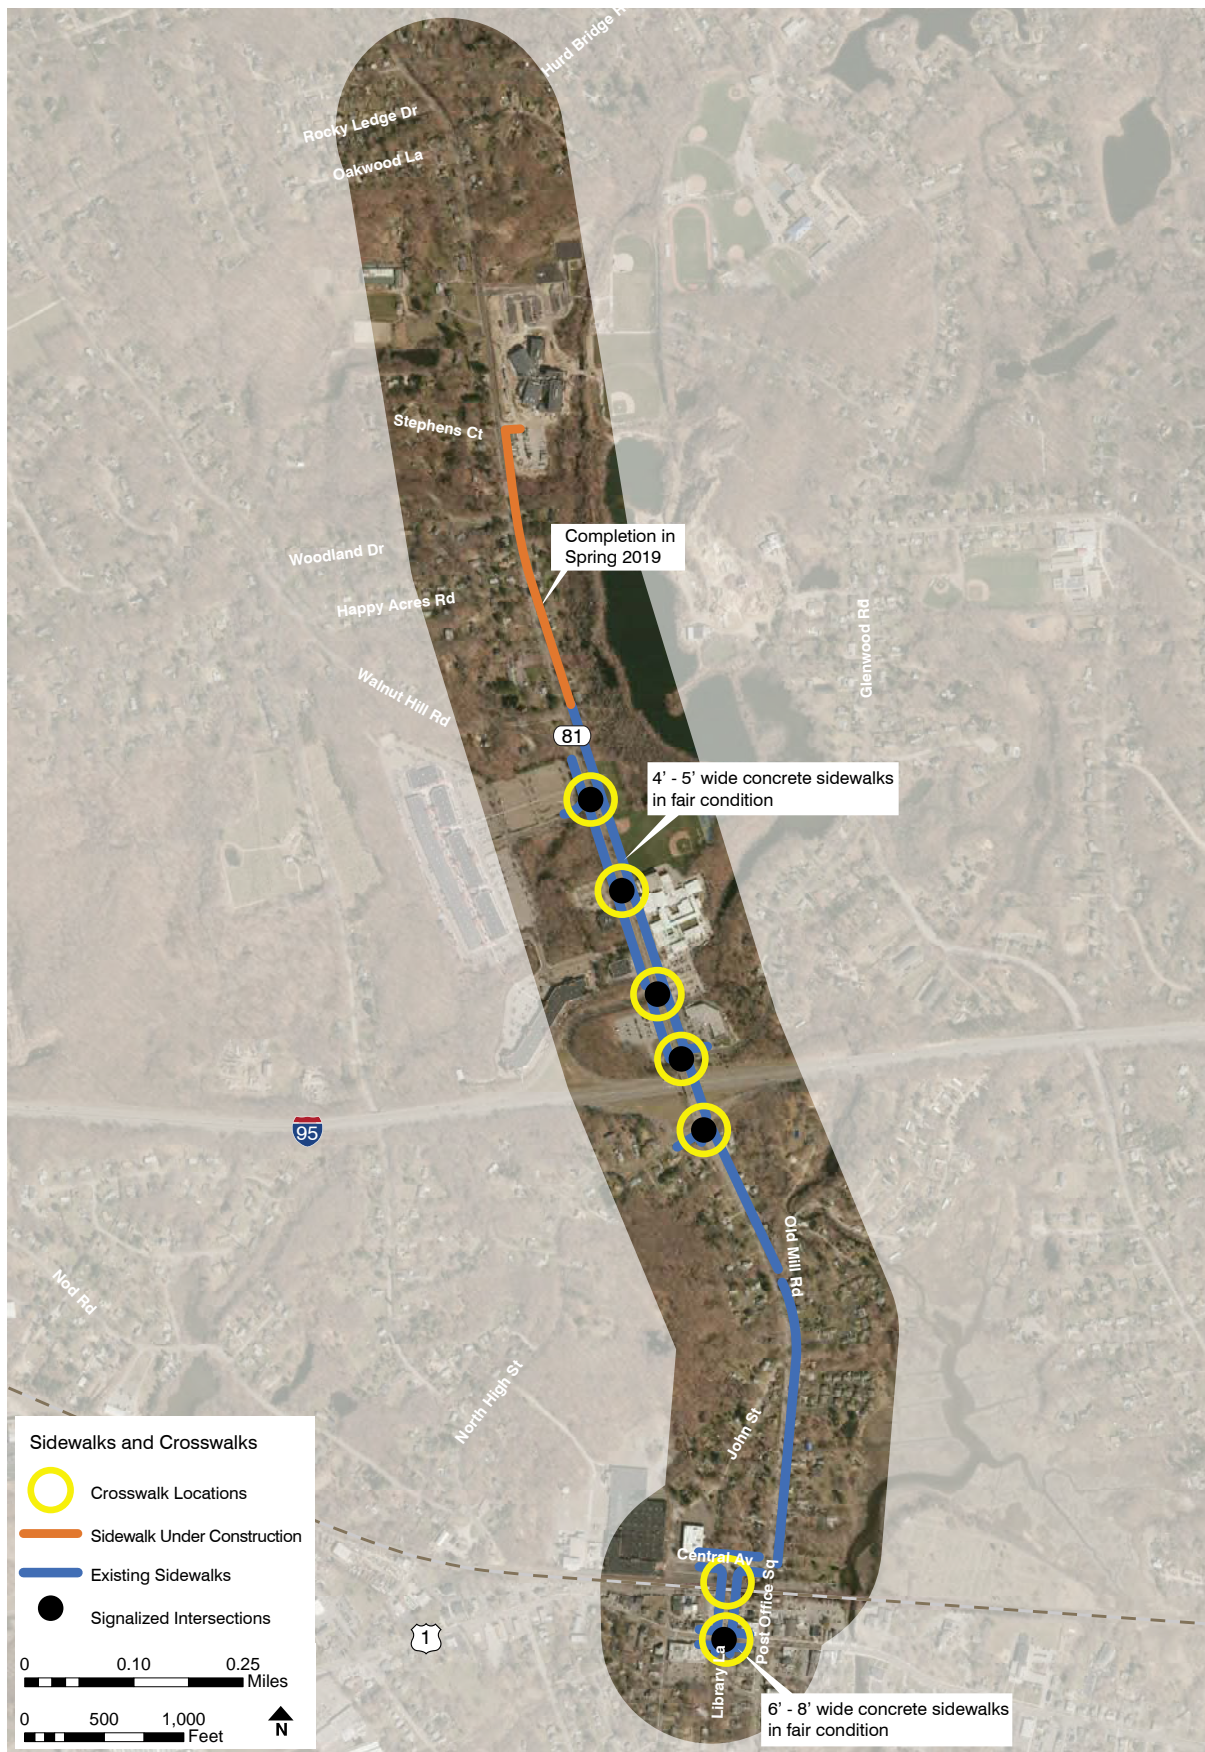 Hurd Bridge R
Rocky Ledge Dr
Oakwood La
Stephens Ct
Completion in
Spring 2019
Woodland Dr
Happy Acres Rd
Glenwood Rd
Walnut Hill Rd
81
4’ - 5’ wide concrete sidewalks
in fair condition
95
Old Mill Rd
Nod Rd
North High St
John St
Central Av
Post Office Sq
Library La
1
6’ - 8’ wide concrete sidewalks
in fair condition
Sidewalks and Crosswalks
Crosswalk Locations
Sidewalk Under Construction
Existing Sidewalks
Signalized Intersections
0 0.10 0.25
Miles
0 500 1,000
Feet
N